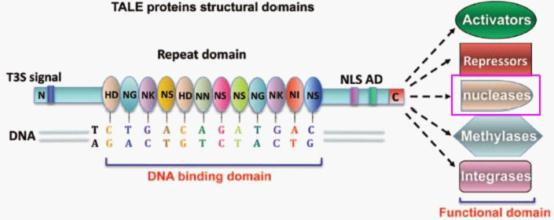 TALE proteins structural domains
Activators
Repeat domain
Repressors
T3S signal
NLS AD
N HD NG NK NS HD NN NS NS NG NK NI NS C
nucleases
DNA T C T G A C A G A T G A C
A G A C T G T C T A C T G
Methylases
DNA binding domain
Integrases
Functional domain